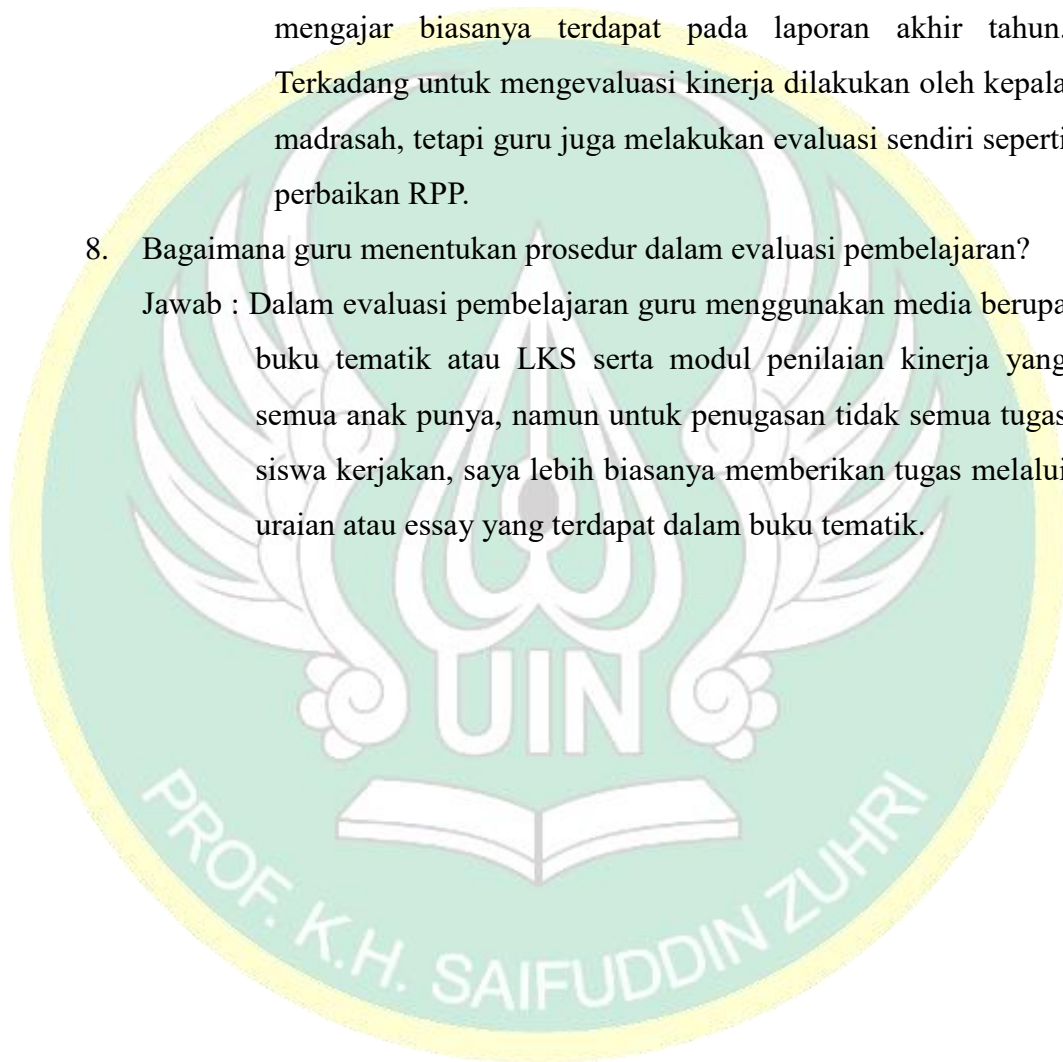 mengajar biasanya terdapat pada laporan akhir tahun.
Terkadang untuk mengevaluasi kinerja dilakukan oleh kepala
madrasah, tetapi guru juga melakukan evaluasi sendiri seperti
perbaikan RPP.
8. Bagaimana guru menentukan prosedur dalam evaluasi pembelajaran?
Jawab : Dalam evaluasi pembelajaran guru menggunakan media berupa
buku tematik atau LKS serta modul penilaian kinerja yang
semua anak punya, namun untuk penugasan tidak semua tugas
siswa kerjakan, saya lebih biasanya memberikan tugas melalui
uraian atau essay yang terdapat dalam buku tematik.
UIN
PROF. K.H. SAIFUDDIN ZUHRI